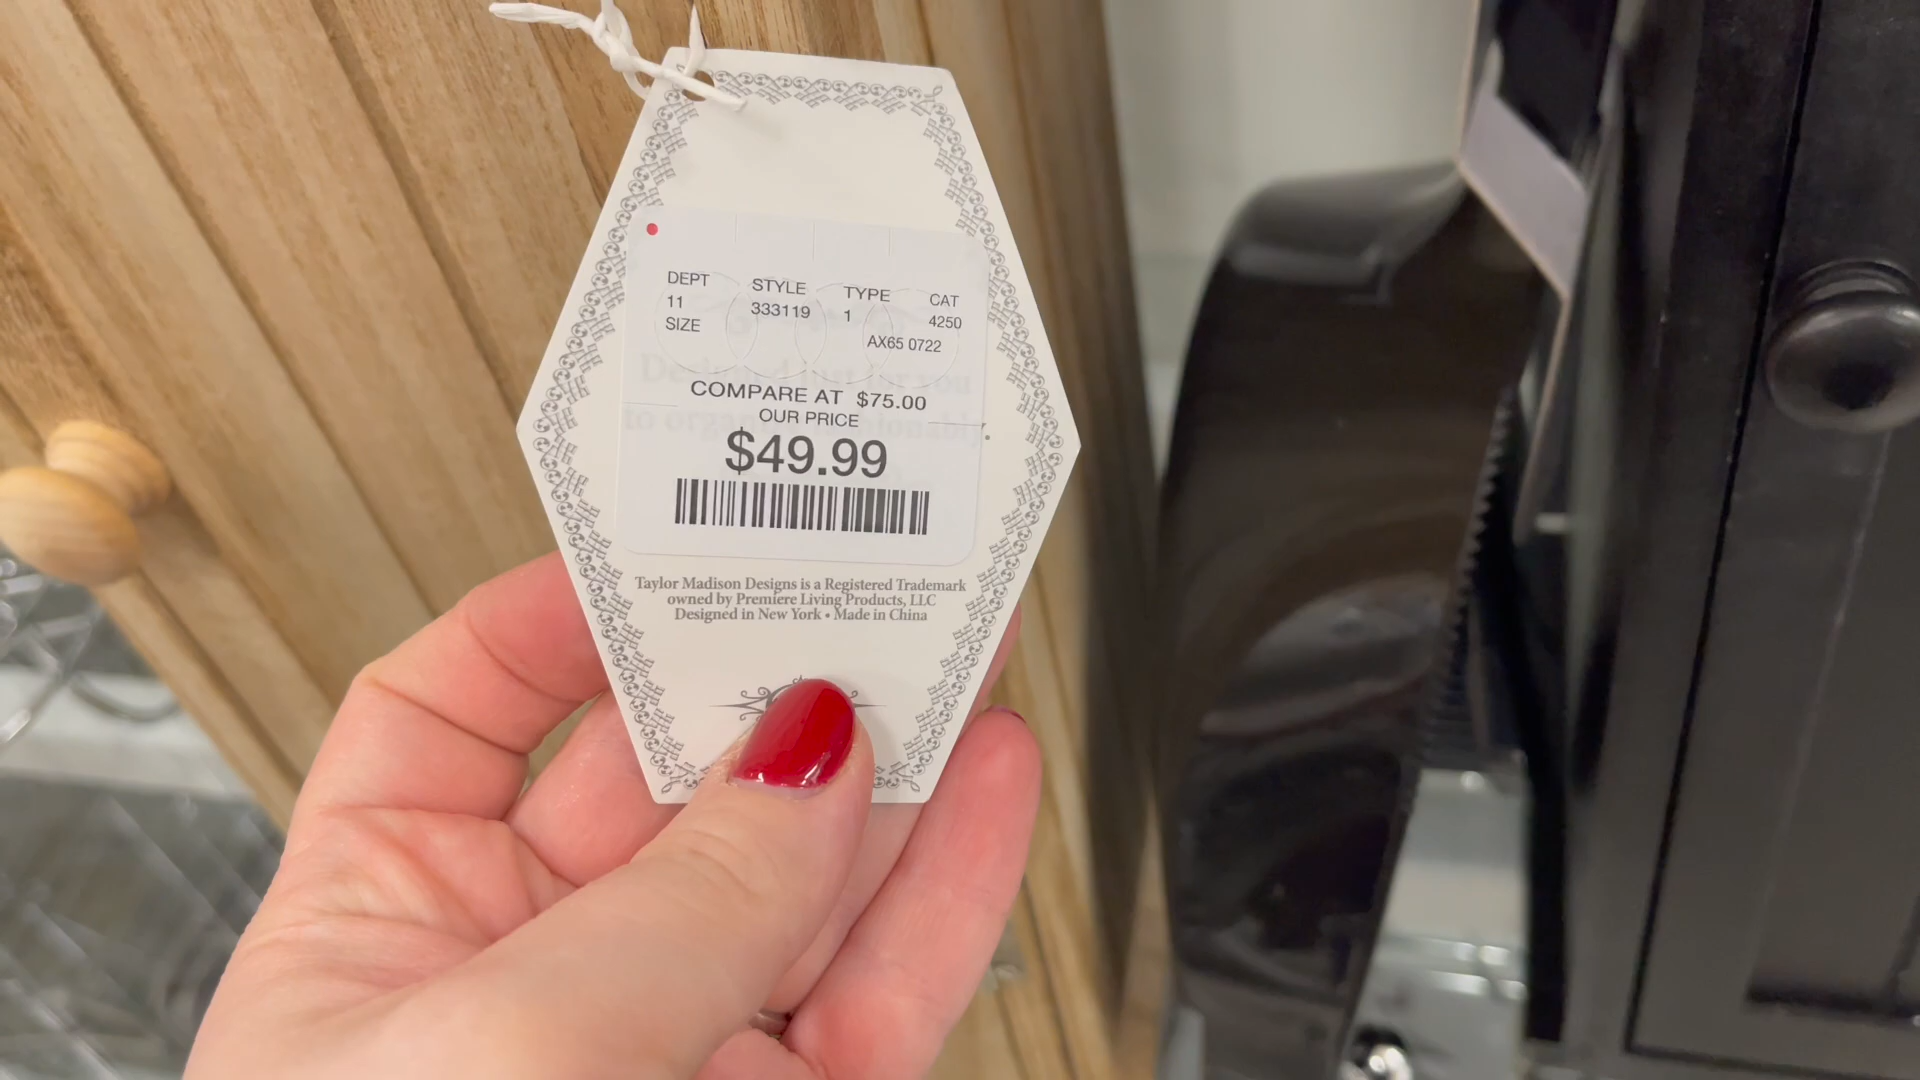 DEPT STYLE TYPE CAT
11 333119 1 4250
SIZE AX65 0722
COMPARE AT $75.00
OUR PRICE
$49.99
Taylor Madison Designs is a Registered Trademark
owned by Premiere Living Products, LLC
Designed in New York • Made in China